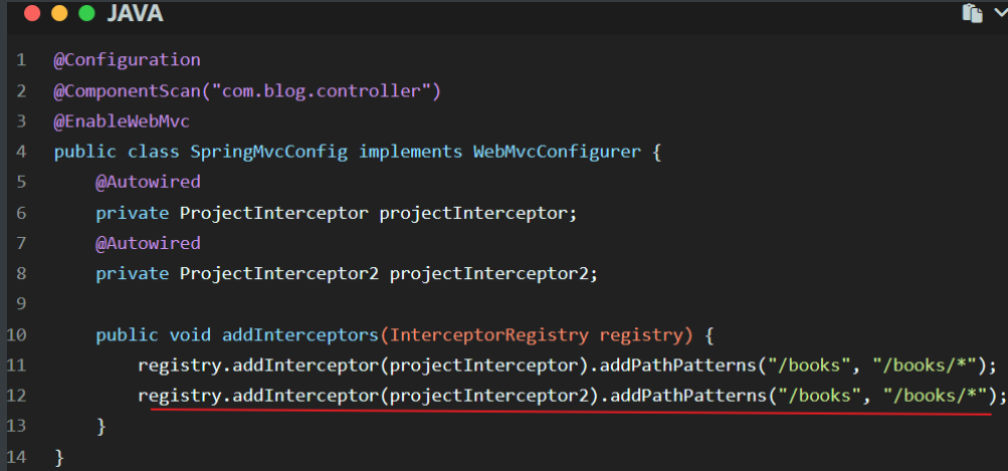 JAVA
1 @Configuration
2 @ComponentScan("com.blog.controller")
3 @EnableWebMvc
4 public class SpringMvcConfig implements WebMvcConfigurer {
5     @Autowired
6     private ProjectInterceptor projectInterceptor;
7     @Autowired
8     private ProjectInterceptor2 projectInterceptor2;
9
10     public void addInterceptors(InterceptorRegistry registry) {
11         registry.addInterceptor(projectInterceptor).addPathPatterns("/books", "/books/*");
12         registry.addInterceptor(projectInterceptor2).addPathPatterns("/books", "/books/*");
13     }
14 }